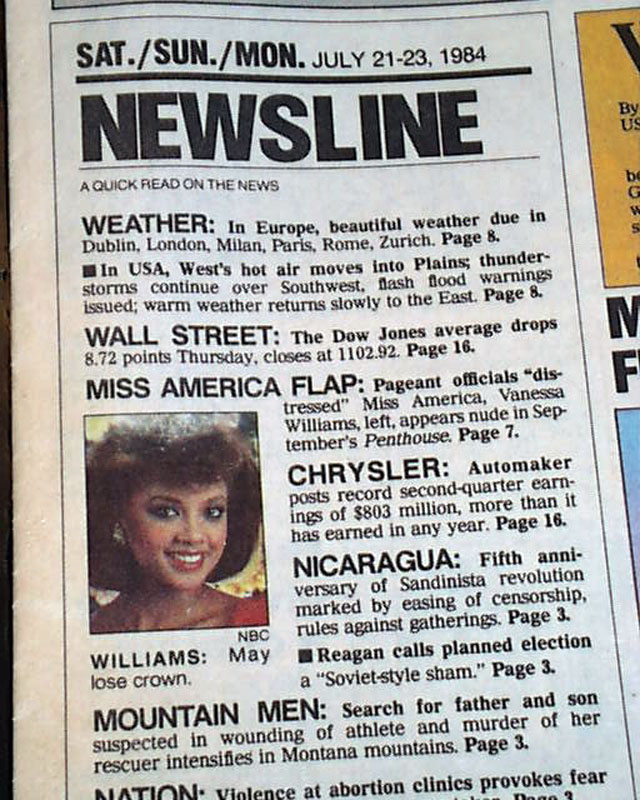 SAT./SUN./MON. JULY 21-23, 1984
NEWSLINE
A QUICK READ ON THE NEWS
WEATHER: In Europe, beautiful weather due in
Dublin, London, Milan, Paris, Rome, Zurich. Page 8.
■ In USA, West's hot air moves into Plains; thunder-
storms continue over Southwest, flash flood warnings
issued; warm weather returns slowly to the East. Page 8.
WALL STREET: The Dow Jones average drops
8.72 points Thursday, closes at 1102.92. Page 16.
MISS AMERICA FLAP: Pageant officials "dis-
tressed" Miss America, Vanessa
Williams, left, appears nude in Sep-
tember's Penthouse. Page 7.
NBC
WILLIAMS: May
lose crown.
CHRYSLER: Automaker
posts record second-quarter earn-
ings of $803 million, more than it
has earned in any year. Page 16.
NICARAGUA: Fifth anni-
versary of Sandinista revolution
marked by easing of censorship,
rules against gatherings. Page 3.
■ Reagan calls planned election
a "Soviet-style sham." Page 3.
MOUNTAIN MEN: Search for father and son
suspected in wounding of athlete and murder of her
rescuer intensifies in Montana mountains. Page 3.
NATION: Violence at abortion clinics provokes fear
Page 3
By
US
be
G
w
s
M
F